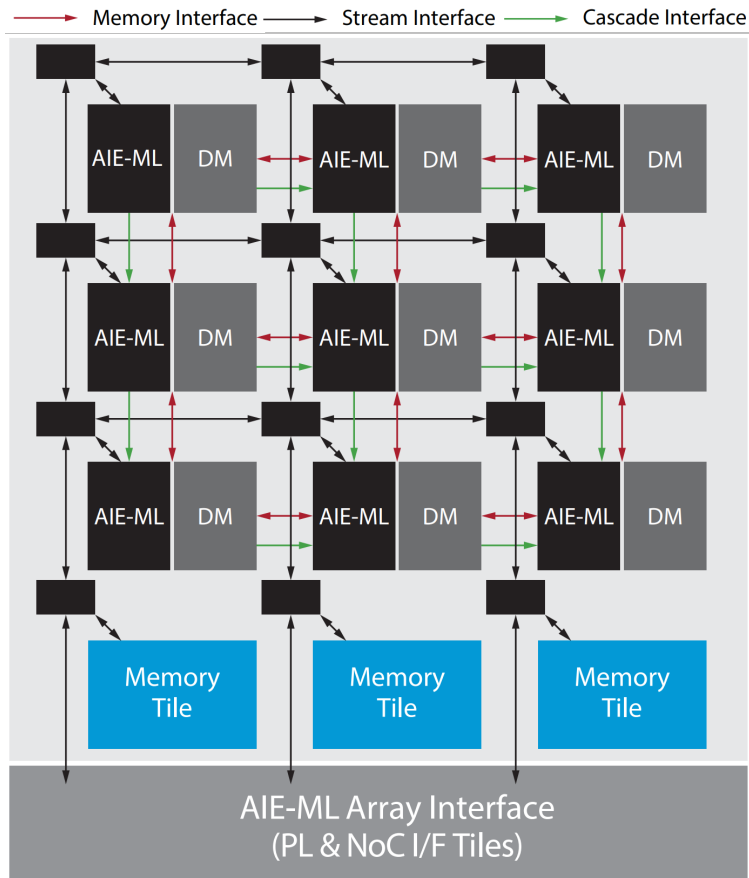 Memory Interface Stream Interface Cascade Interface
AIE-ML DM AIE-ML DM AIE-ML DM
AIE-ML DM AIE-ML DM AIE-ML DM
AIE-ML DM AIE-ML DM AIE-ML DM
Memory
Tile
Memory
Tile
Memory
Tile
AIE-ML Array Interface
(PL & NoC I/F Tiles)